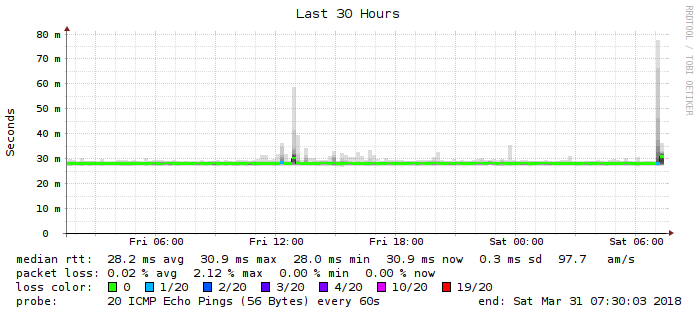 Last 30 Hours
RRDTOOL / TOBI OETIKER
Seconds
80 m
70 m
60 m
50 m
40 m
30 m
20 m
10 m
0
Fri 06:00 Fri 12:00 Fri 18:00 Sat 00:00 Sat 06:00
median rtt: 28.2 ms avg 30.9 ms max 28.0 ms min 30.9 ms now 0.3 ms sd 97.7 am/s
packet loss: 0.02 % avg 2.12 % max 0.00 % min 0.00 % now
loss color: 0 1/20 2/20 3/20 4/20 10/20 19/20
probe: 20 ICMP Echo Pings (56 Bytes) every 60s end: Sat Mar 31 07:30:03 2018